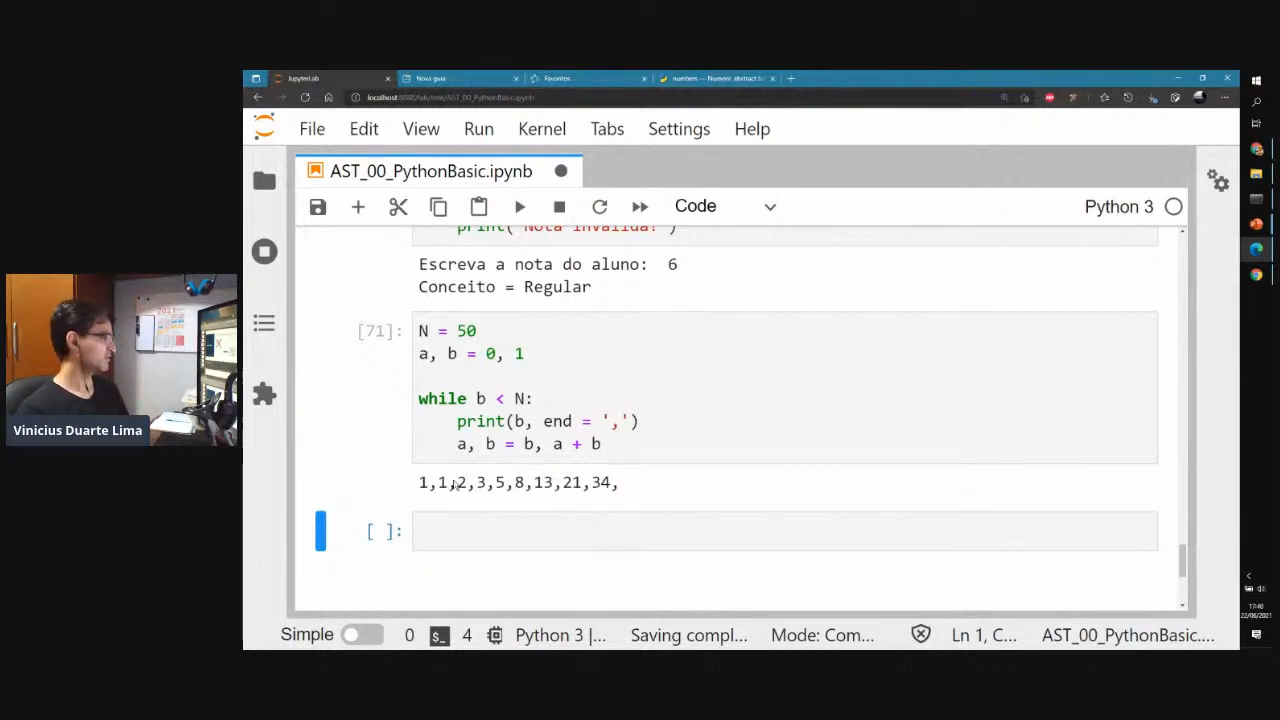 JupyterLab
Nova guia
Favoritos
numbers — Numeric abstract b
localhost:8888/lab/tree/AST_00_PythonBasic.ipynb
File Edit View Run Kernel Tabs Settings Help
AST_00_PythonBasic.ipynb
Code
Python 3
print("Nota inválida!")
Escreva a nota do aluno: 6
Conceito = Regular
[71]:
N = 50
a, b = 0, 1
while b < N:
print(b, end = ',')
a, b = b, a + b
1,1,2,3,5,8,13,21,34,
[ ]:
Simple 0 $_ 4 Python 3 |... Saving compl... Mode: Com... Ln 1, C... AST_00_PythonBasic....
2021
Vinicius Duarte Lima
17:40
22/06/2021